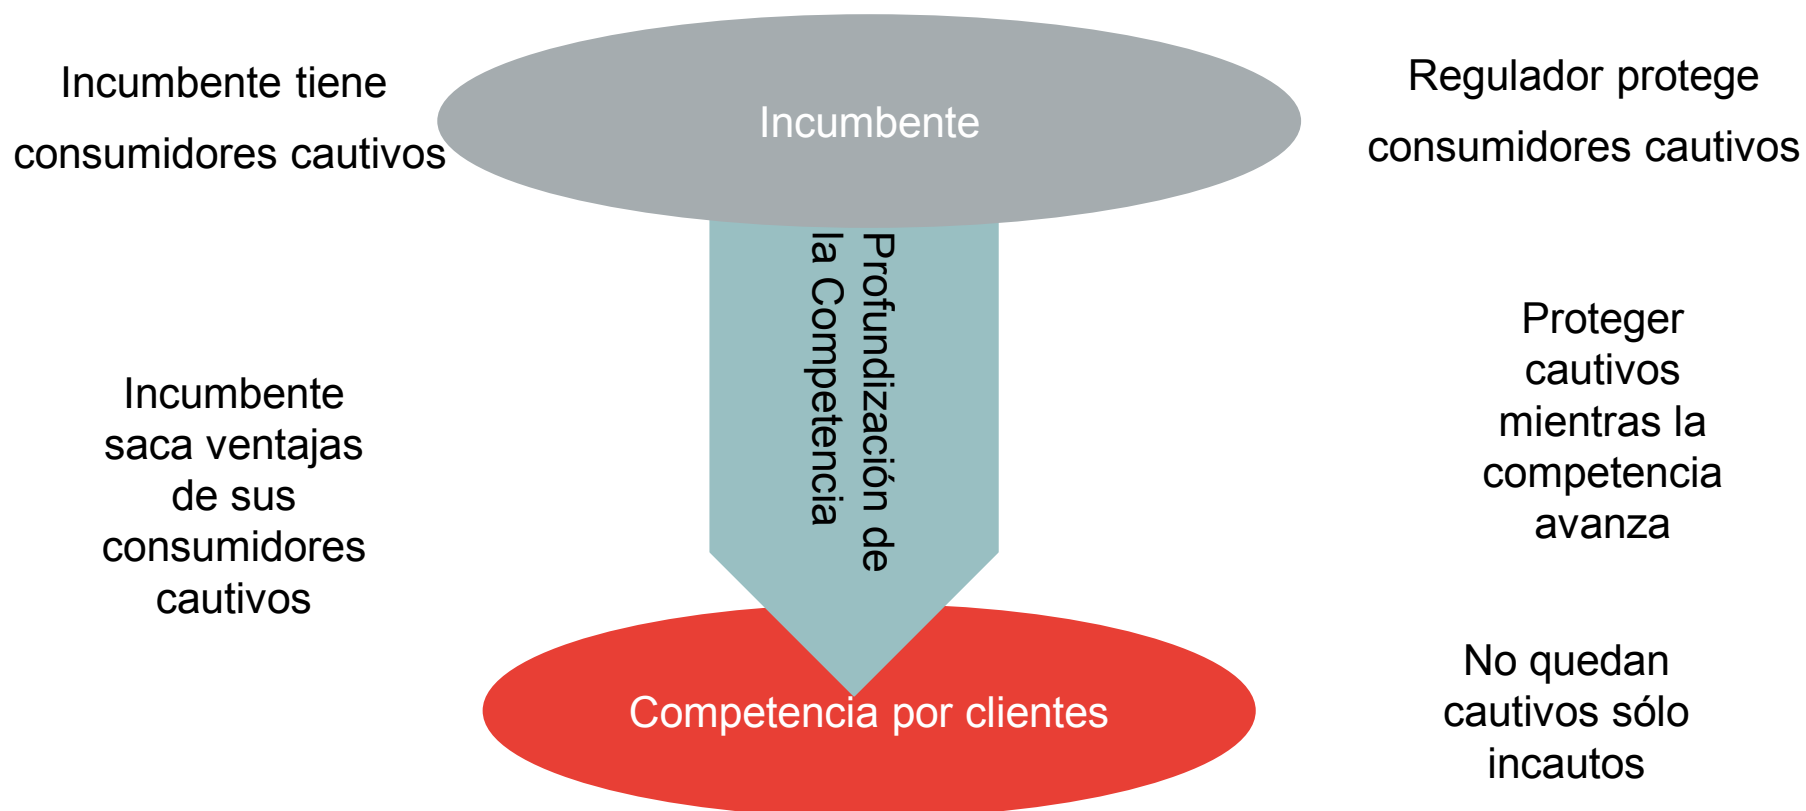 Incumbente tiene
consumidores cautivos
Incumbente
Regulador protege
consumidores cautivos
Profundización de
la Competencia
Incumbente
saca ventajas
de sus
consumidores
cautivos
Proteger
cautivos
mientras la
competencia
avanza
Competencia por clientes
No quedan
cautivos sólo
incautos